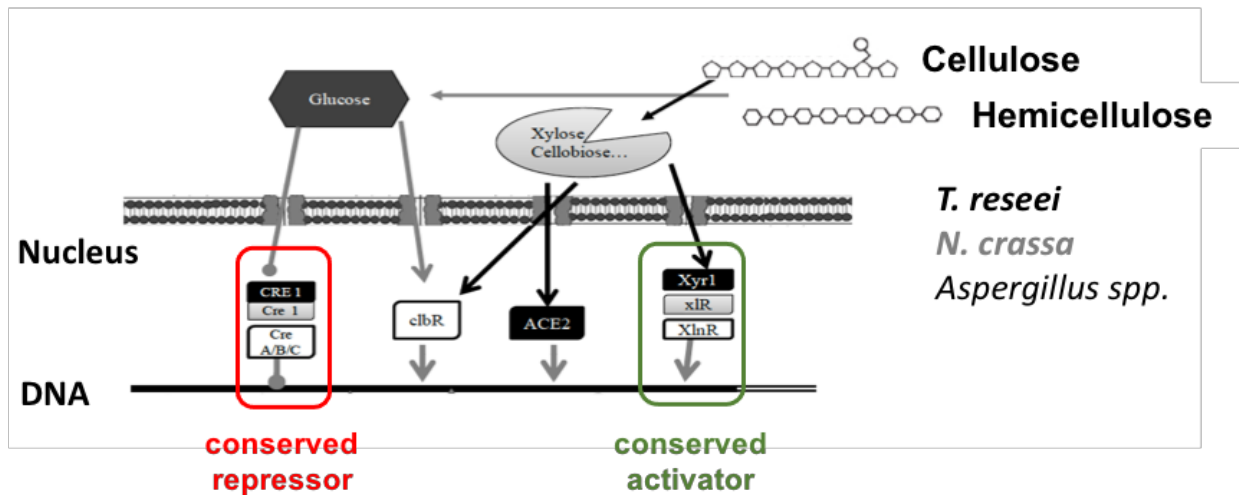 Cellulose
Glucose
Hemicellulose
Xylose
Cellobiose...
T. reseei
N. crassa
Aspergillus spp.
Nucleus
CRE 1
Cre 1
Cre
A/B/C
clbR
ACE2
Xyr1
xlR
XlnR
DNA
conserved
repressor
conserved
activator